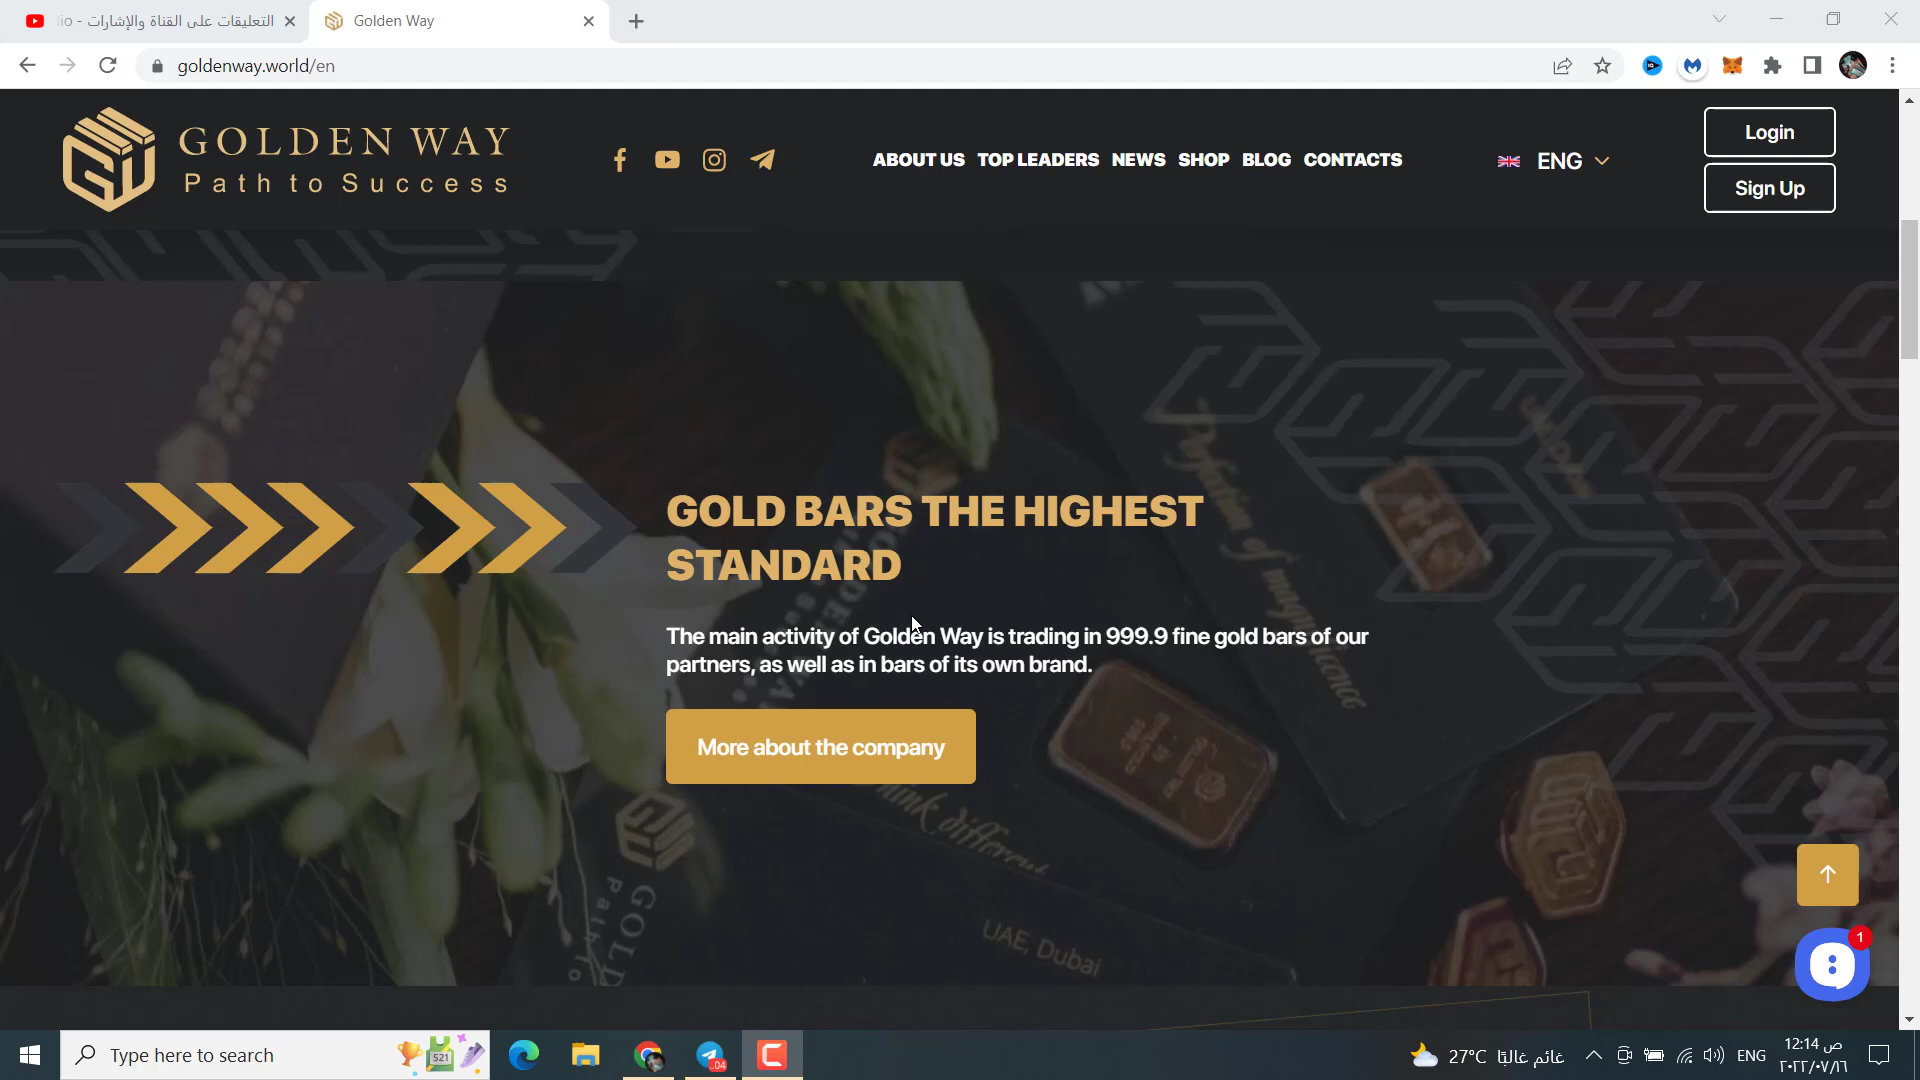 التعليقات على القناة والإشارات - io
Golden Way
goldenway.world/en
GOLDEN WAY
Path to Success
ABOUT US TOP LEADERS NEWS SHOP BLOG CONTACTS
ENG
Login
Sign Up
GOLD BARS THE HIGHEST
STANDARD
The main activity of Golden Way is trading in 999.9 fine gold bars of our
partners, as well as in bars of its own brand.
More about the company
Think different
UAE, Dubai
1
Type here to search
521
04
27°C غائم غالبًا
ENG
12:14 ص
٢٠٢٢/٠٧/١٦